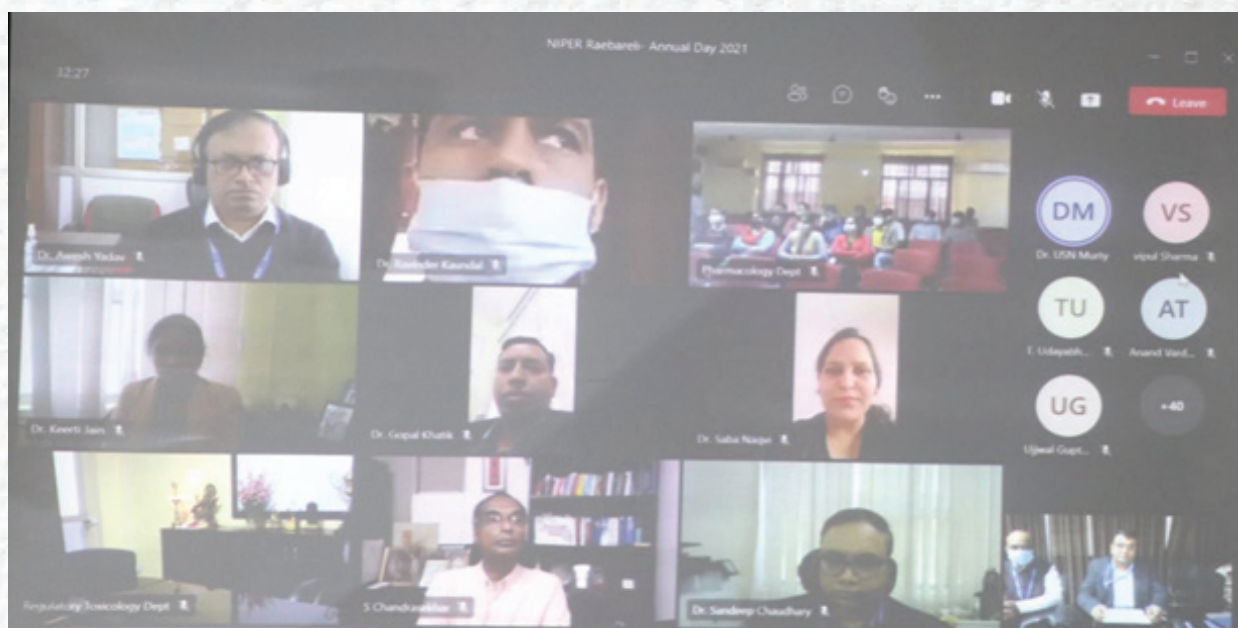 NIPER Raebareli- Annual Day 2021
32:27
Leave
Dr. Awesh Yadav
Dr. Ravinder Kaundal
Pharmacology Dept
DM
VS
Dr. USN Murty
vipul Sharma
TU
AT
T. Udayabh...
Anand Vard...
Dr. Keerti Jain
Dr. Gopal Khatik
Dr. Saba Naqvi
UG
+40
Ujjwal Gupt...
Regulatory Toxicology Dept
S Chandrasekhar
Dr. Sandeep Chaudhary